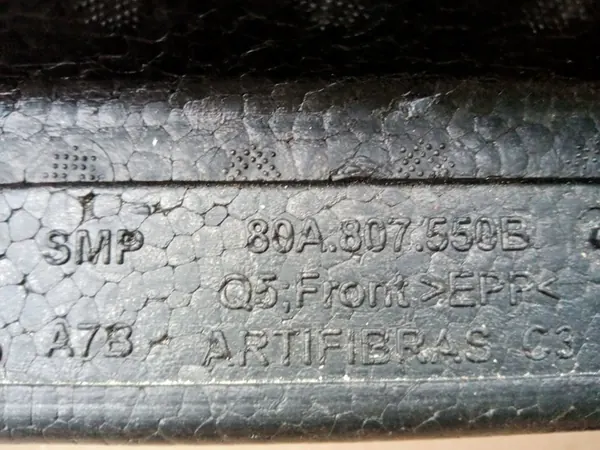 SMP 80A.807.550B
Q5;Front >EPP<
A7B ARTIFIBRAS C3